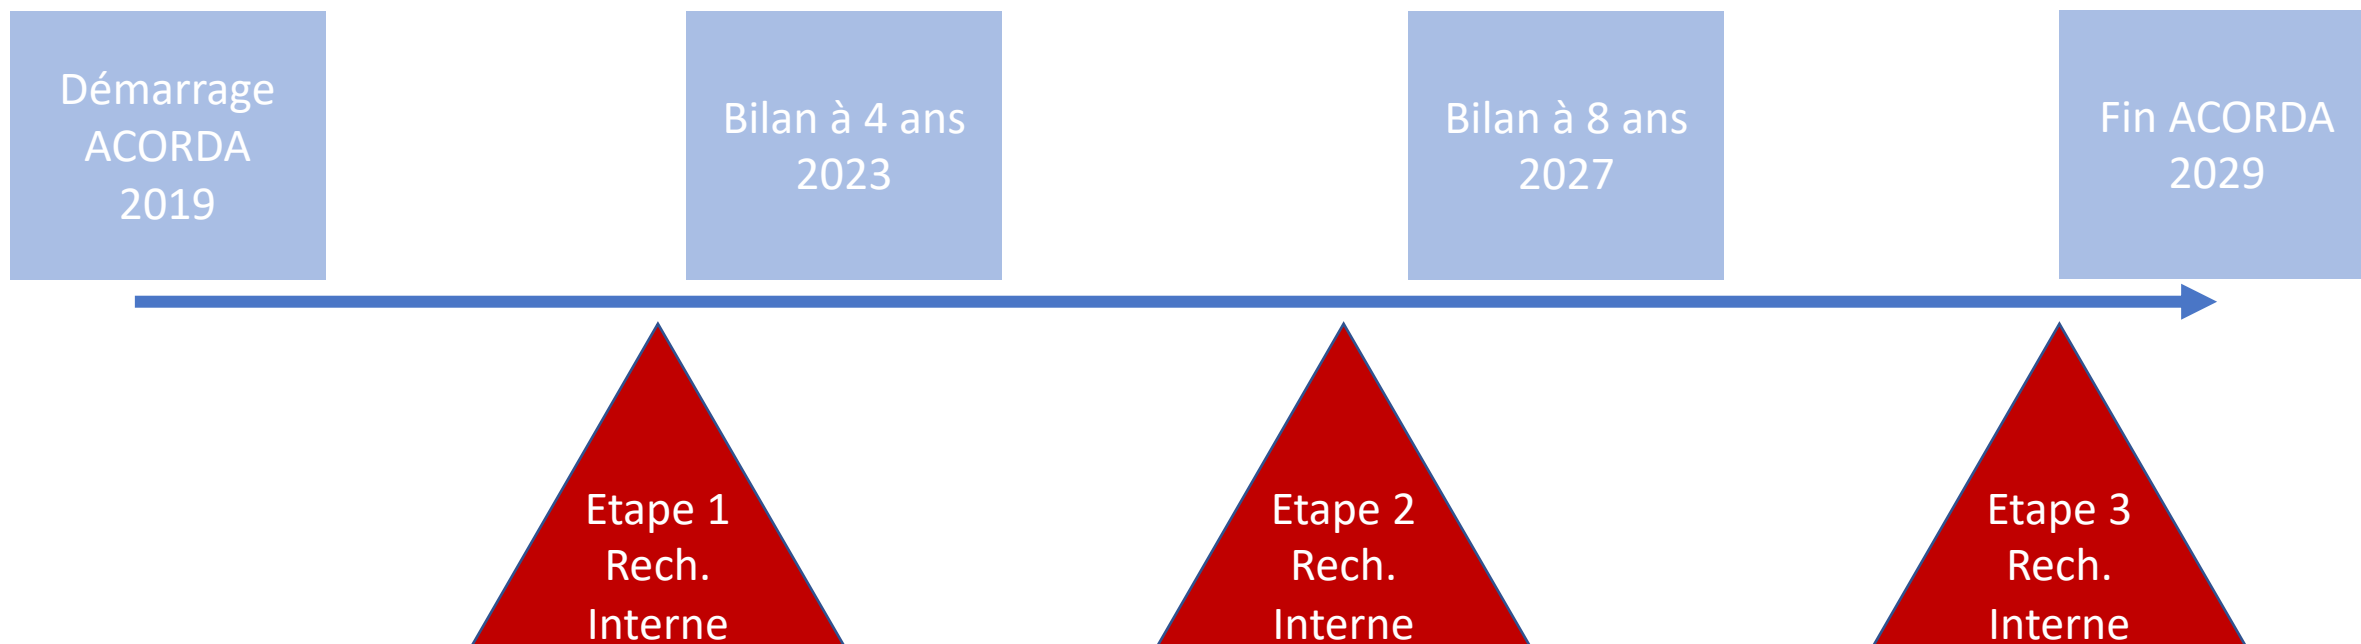 Démarrage
ACORDA
2019
Bilan à 4 ans
2023
Bilan à 8 ans
2027
Fin ACORDA
2029
Etape 1
Rech.
Interne
Etape 2
Rech.
Interne
Etape 3
Rech.
Interne